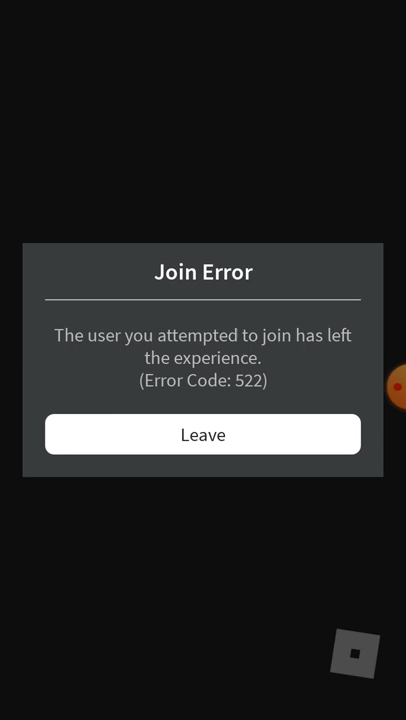 Join Error
The user you attempted to join has left
the experience.
(Error Code: 522)
Leave